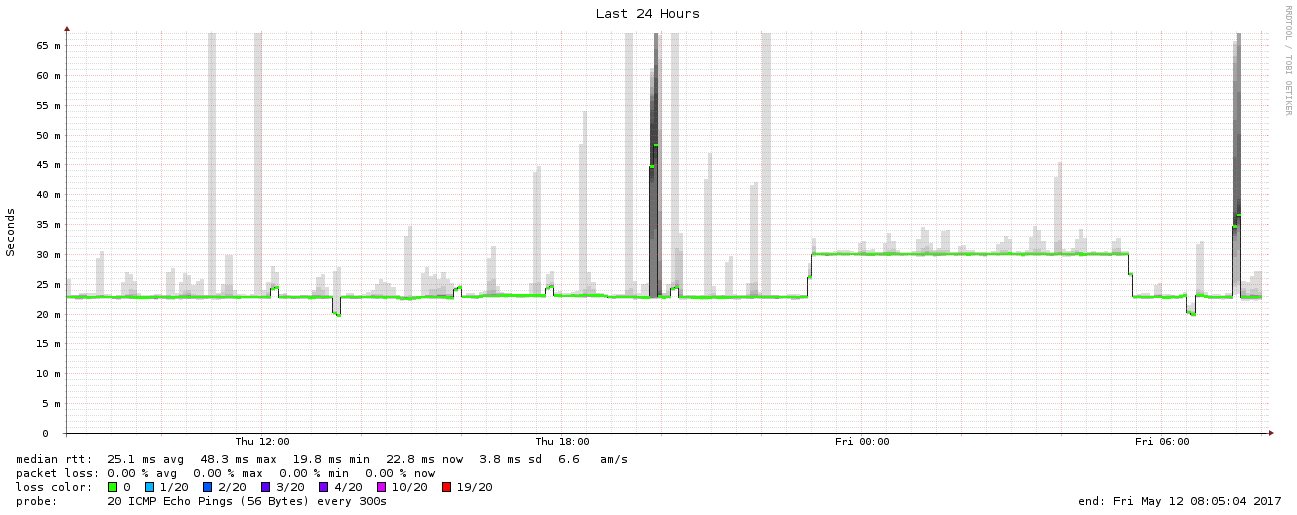 Last 24 Hours
RRDTOOL / TOBI OETIKER
Seconds
65 m
60 m
55 m
50 m
45 m
40 m
35 m
30 m
25 m
20 m
15 m
10 m
5 m
0
Thu 12:00 Thu 18:00 Fri 00:00 Fri 06:00
median rtt: 25.1 ms avg 48.3 ms max 19.8 ms min 22.8 ms now 3.8 ms sd 6.6 am/s
packet loss: 0.00 % avg 0.00 % max 0.00 % min 0.00 % now
loss color: 0 1/20 2/20 3/20 4/20 10/20 19/20
probe: 20 ICMP Echo Pings (56 Bytes) every 300s end: Fri May 12 08:05:04 2017